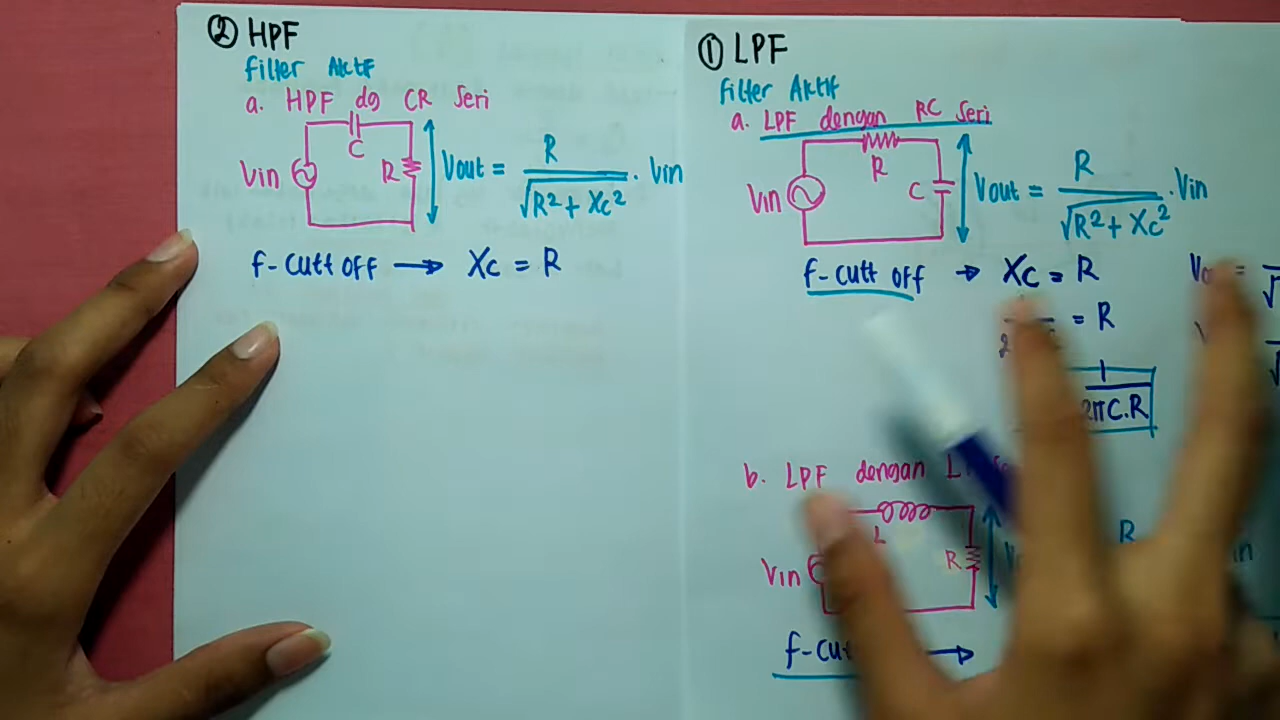 ② HPF
Filter Aktif
a. HPF dg CR Seri
C
Vin
R
Vout = R / √R² + Xc² . Vin
f-cutt off → Xc = R
① LPF
Filter Aktif
a. LPF dengan RC Seri
R
Vin
C
Vout = R / √R² + Xc² . Vin
f-cutt off → Xc = R
= R
2πC.R
b. LPF dengan
L
Vin
R
R